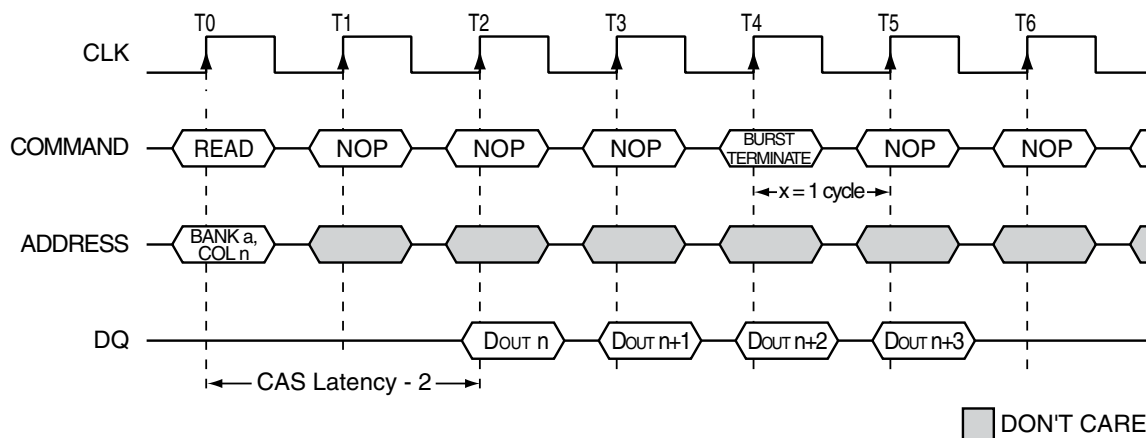 T0 T1 T2 T3 T4 T5 T6
CLK
COMMAND READ NOP NOP NOP BURST TERMINATE NOP NOP
x = 1 cycle
ADDRESS BANK a, COL n
DQ DOUT n DOUT n+1 DOUT n+2 DOUT n+3
CAS Latency - 2
DON'T CARE